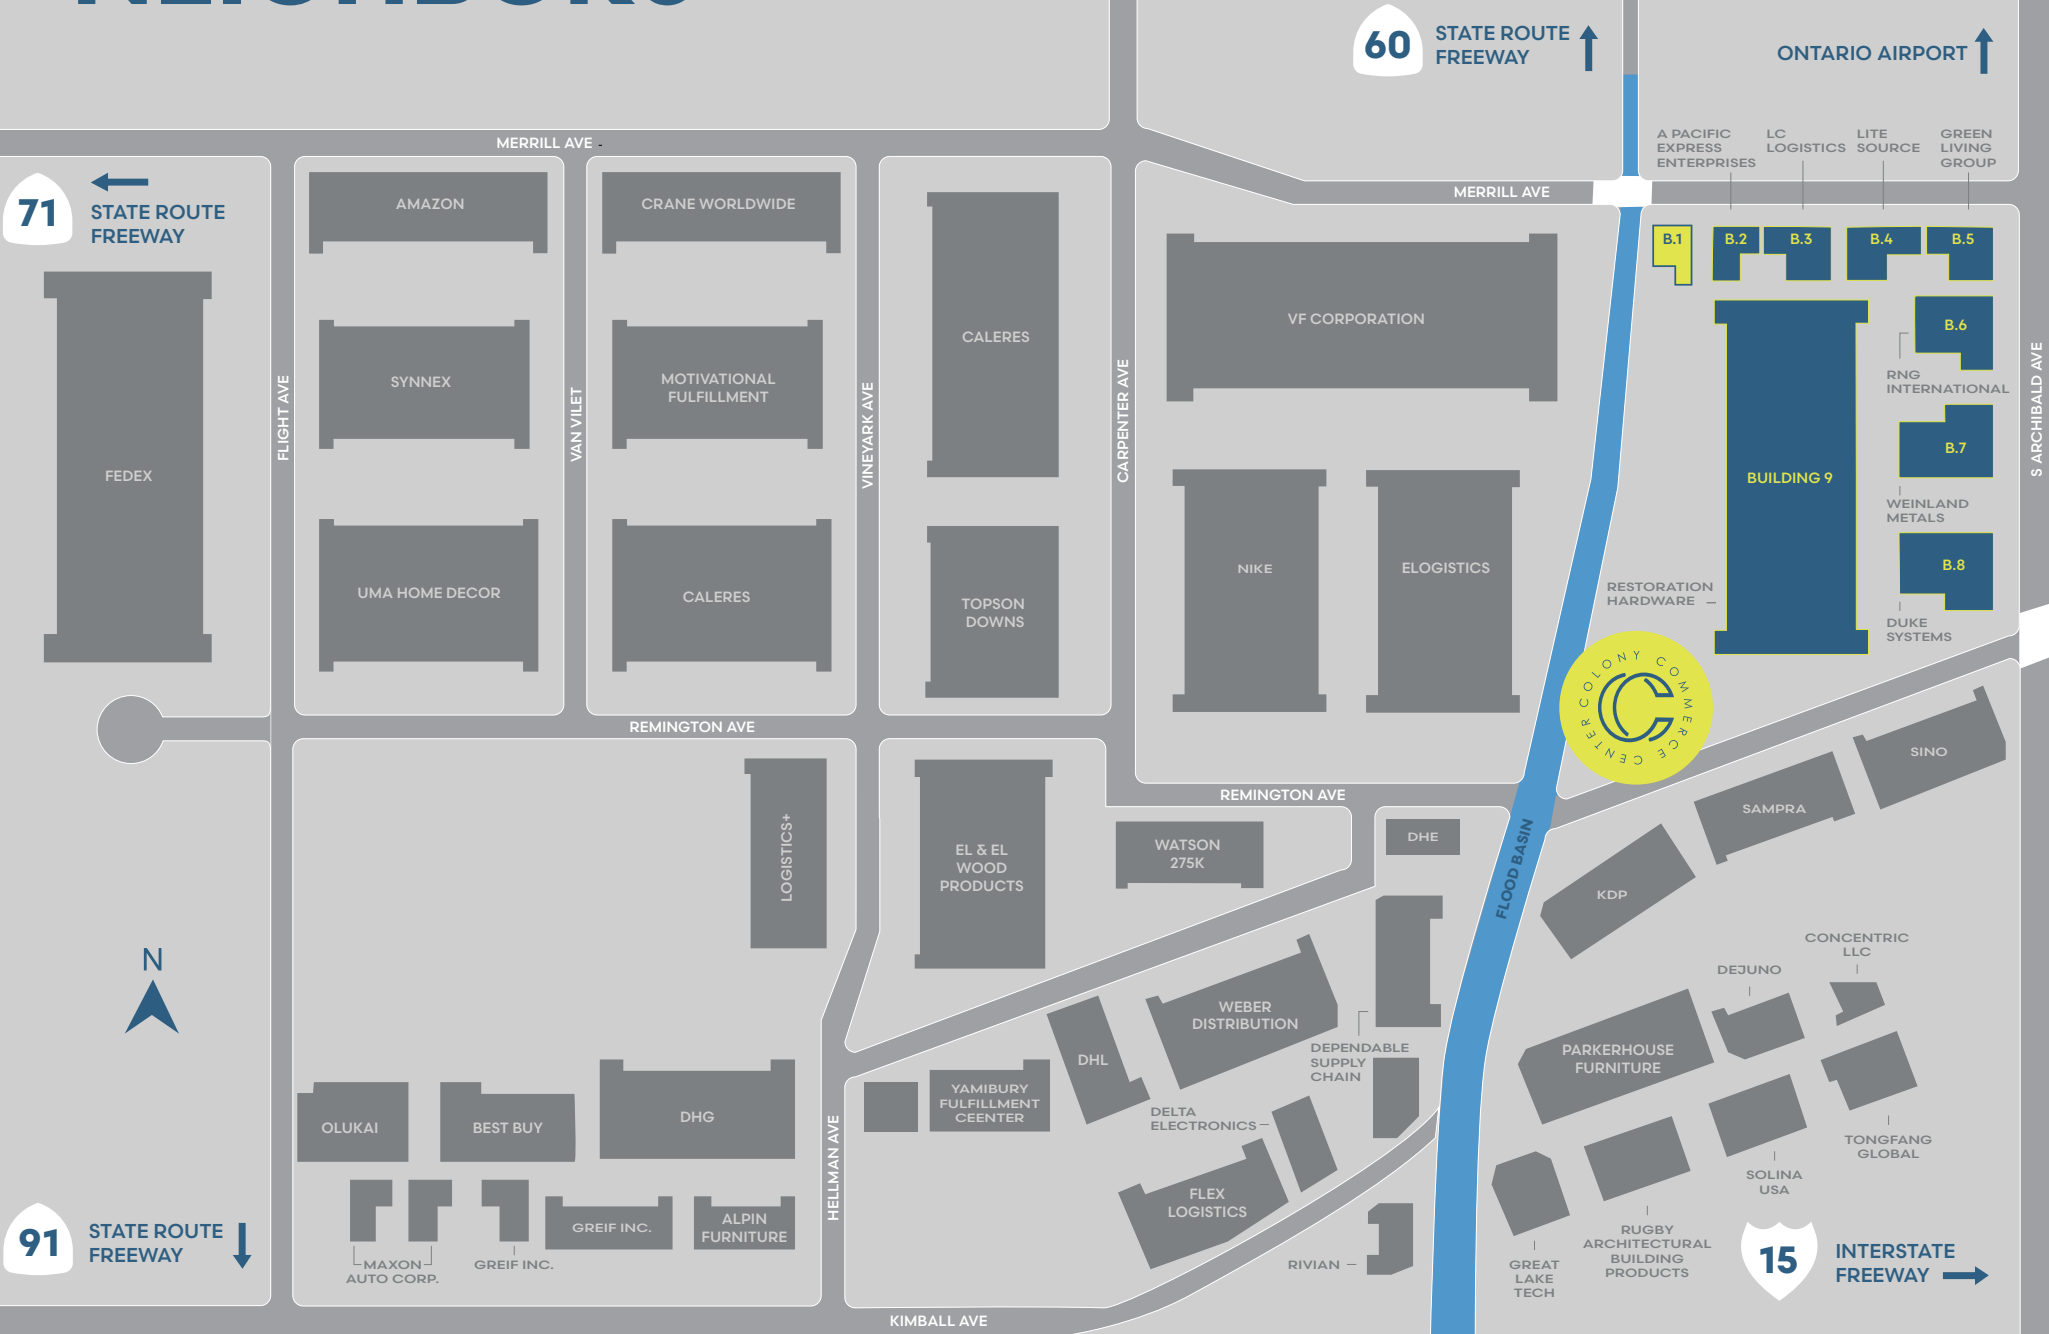 NEIGHBORS
60
STATE ROUTE
FREEWAY
ONTARIO AIRPORT
MERRILL AVE -
A PACIFIC
EXPRESS
ENTERPRISES
LC
LOGISTICS
LITE
SOURCE
GREEN
LIVING
GROUP
MERRILL AVE
71
STATE ROUTE
FREEWAY
AMAZON
CRANE WORLDWIDE
B.1
B.2
B.3
B.4
B.5
CALERES
VF CORPORATION
B.6
RNG
INTERNATIONAL
SYNNEX
MOTIVATIONAL
FULFILLMENT
FLIGHT AVE
VAN VILET
VINEYARK AVE
CARPENTER AVE
S ARCHIBALD AVE
FEDEX
B.7
BUILDING 9
WEINLAND
METALS
NIKE
ELOGISTICS
B.8
RESTORATION
HARDWARE
UMA HOME DECOR
CALERES
TOPSON
DOWNS
DUKE
SYSTEMS
COLONY COMMERCE CENTER
REMINGTON AVE
SINO
REMINGTON AVE
SAMPRA
LOGISTICS+
EL & EL
WOOD
PRODUCTS
WATSON
275K
DHE
FLOOD BASIN
KDP
N
CONCENTRIC
LLC
DEJUNO
WEBER
DISTRIBUTION
DHL
DEPENDABLE
SUPPLY
CHAIN
PARKERHOUSE
FURNITURE
YAMIBURY
FULFILLMENT
CEENTER
DELTA
ELECTRONICS
OLUKAI
BEST BUY
DHG
HELLMAN AVE
TONGFANG
GLOBAL
SOLINA
USA
FLEX
LOGISTICS
GREIF INC.
ALPIN
FURNITURE
MAXON
AUTO CORP.
GREIF INC.
RIVIAN
GREAT
LAKE
TECH
RUGBY
ARCHITECTURAL
BUILDING
PRODUCTS
91
STATE ROUTE
FREEWAY
15
INTERSTATE
FREEWAY
KIMBALL AVE